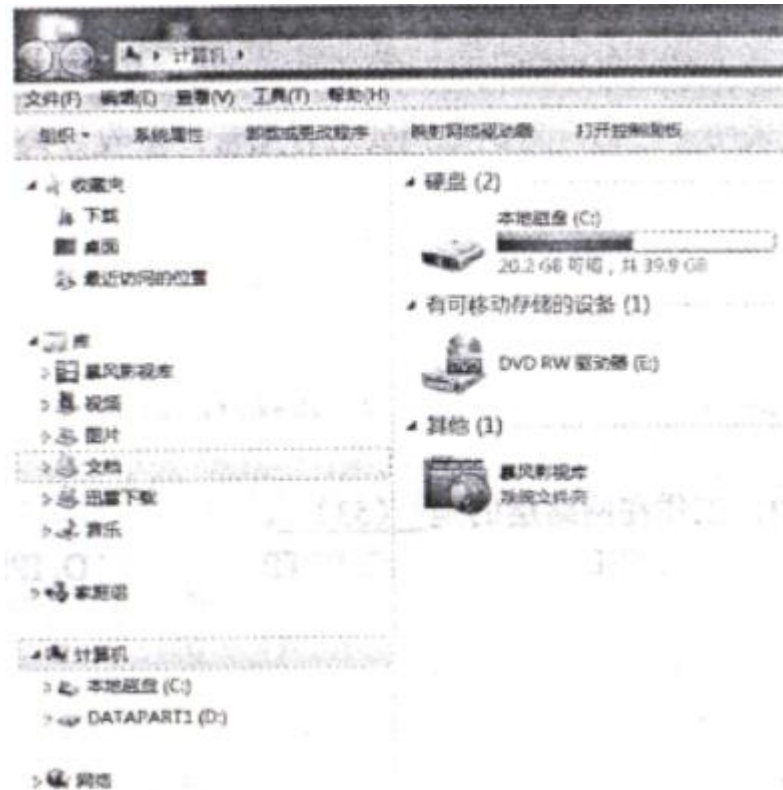 计算机
文件(F) 编辑(E) 查看(V) 工具(T) 帮助(H)
组织 系统属性 卸载或更改程序 映射网络驱动器 打开控制面板
收藏夹
下载
桌面
最近访问的位置
库
暴风影视库
视频
图片
文档
迅雷下载
音乐
家庭组
计算机
本地磁盘 (C:)
DATAPART1 (D:)
网络
硬盘 (2)
本地磁盘 (C:)
20.2 GB 可用，共 39.9 GB
有可移动存储的设备 (1)
DVD RW 驱动器 (E:)
其他 (1)
暴风影视库
系统文件夹